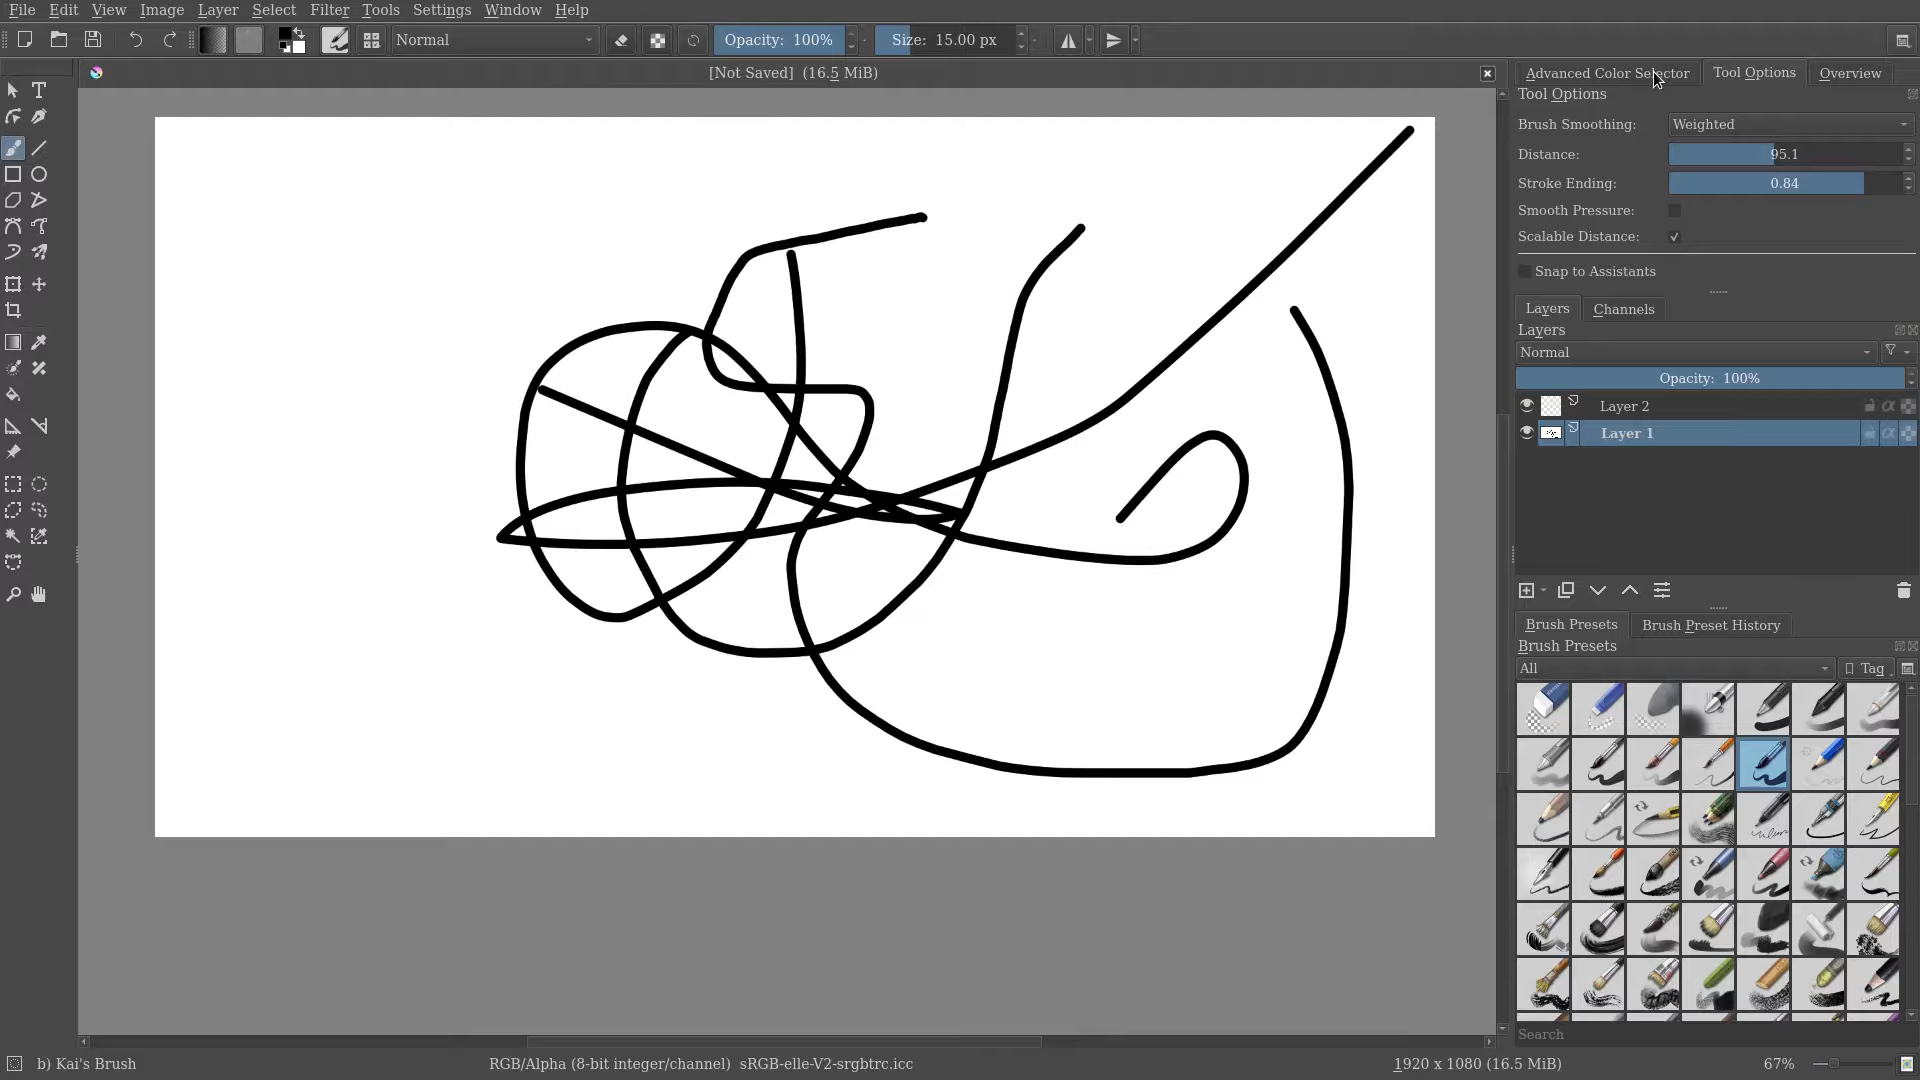 File Edit View Image Layer Select Filter Tools Settings Window Help
Normal Opacity: 100% Size: 15.00 px
[Not Saved] (16.5 MiB)
Advanced Color Selector Tool Options Overview
Tool Options
Brush Smoothing: Weighted
Distance: 95.1
Stroke Ending: 0.84
Smooth Pressure:
Scalable Distance:
Snap to Assistants
Layers Channels
Layers
Normal
Opacity: 100%
Layer 2
Layer 1
Brush Presets Brush Preset History
Brush Presets
All Tag
Search
b) Kai's Brush RGB/Alpha (8-bit integer/channel) sRGB-elle-V2-srgbtrc.icc 1920 x 1080 (16.5 MiB) 67%